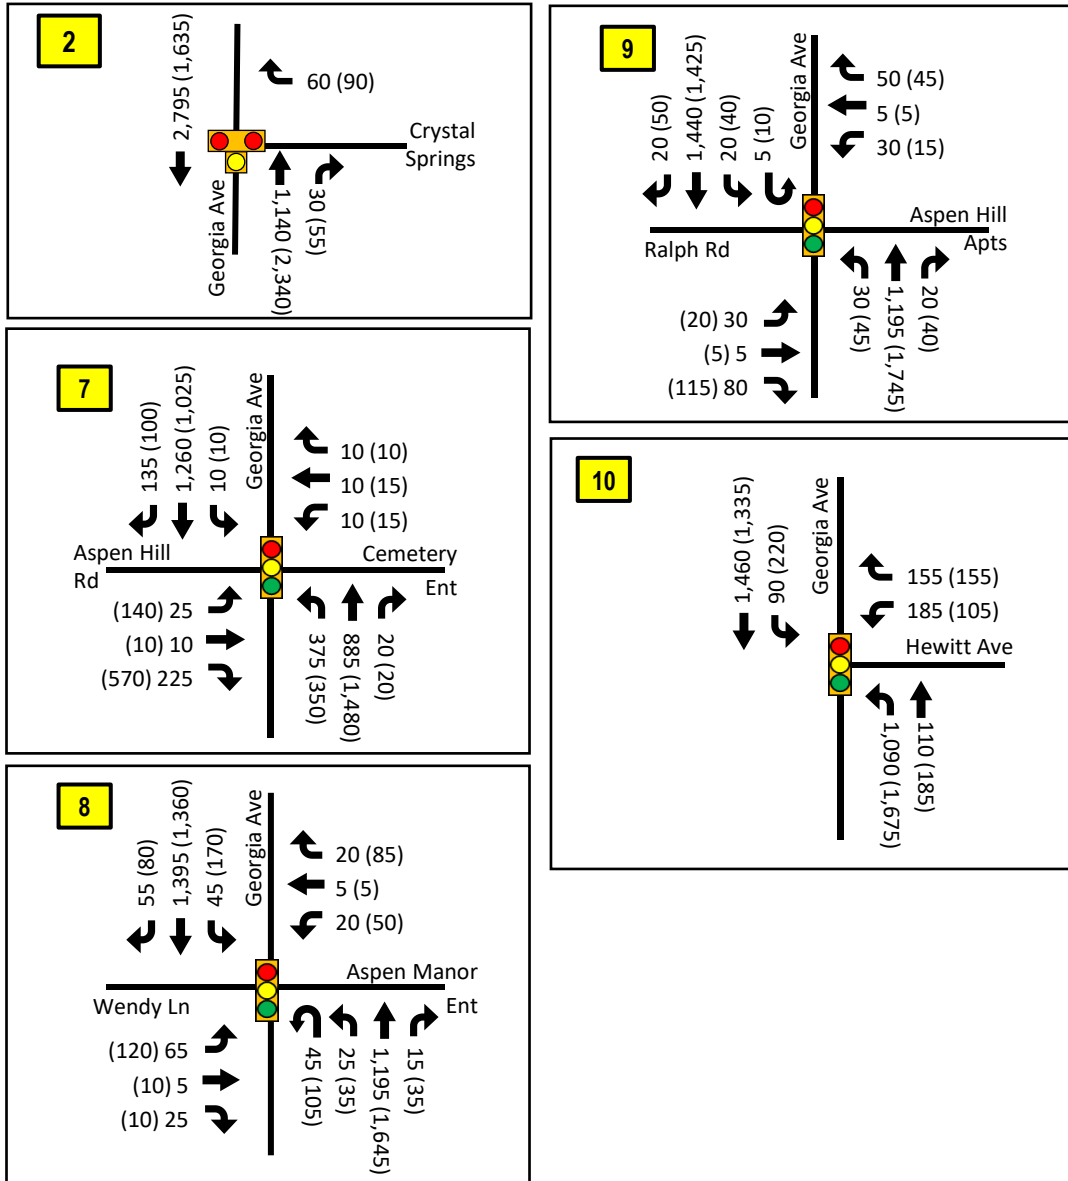 2
2,795 (1,635)
60 (90)
Crystal
Springs
Georgia Ave
1,140 (2,340)
30 (55)
7
135 (100)
1,260 (1,025)
10 (10)
Georgia Ave
10 (10)
10 (15)
10 (15)
Aspen Hill
Rd
Cemetery
Ent
(140) 25
(10) 10
(570) 225
375 (350)
885 (1,480)
20 (20)
8
55 (80)
1,395 (1,360)
45 (170)
Georgia Ave
20 (85)
5 (5)
20 (50)
Wendy Ln
Aspen Manor
Ent
(120) 65
(10) 5
(10) 25
45 (105)
25 (35)
1,195 (1,645)
15 (35)
9
20 (50)
1,440 (1,425)
20 (40)
5 (10)
Georgia Ave
50 (45)
5 (5)
30 (15)
Ralph Rd
Aspen Hill
Apts
(20) 30
(5) 5
(115) 80
30 (45)
1,195 (1,745)
20 (40)
10
1,460 (1,335)
90 (220)
Georgia Ave
155 (155)
185 (105)
Hewitt Ave
1,090 (1,675)
110 (185)